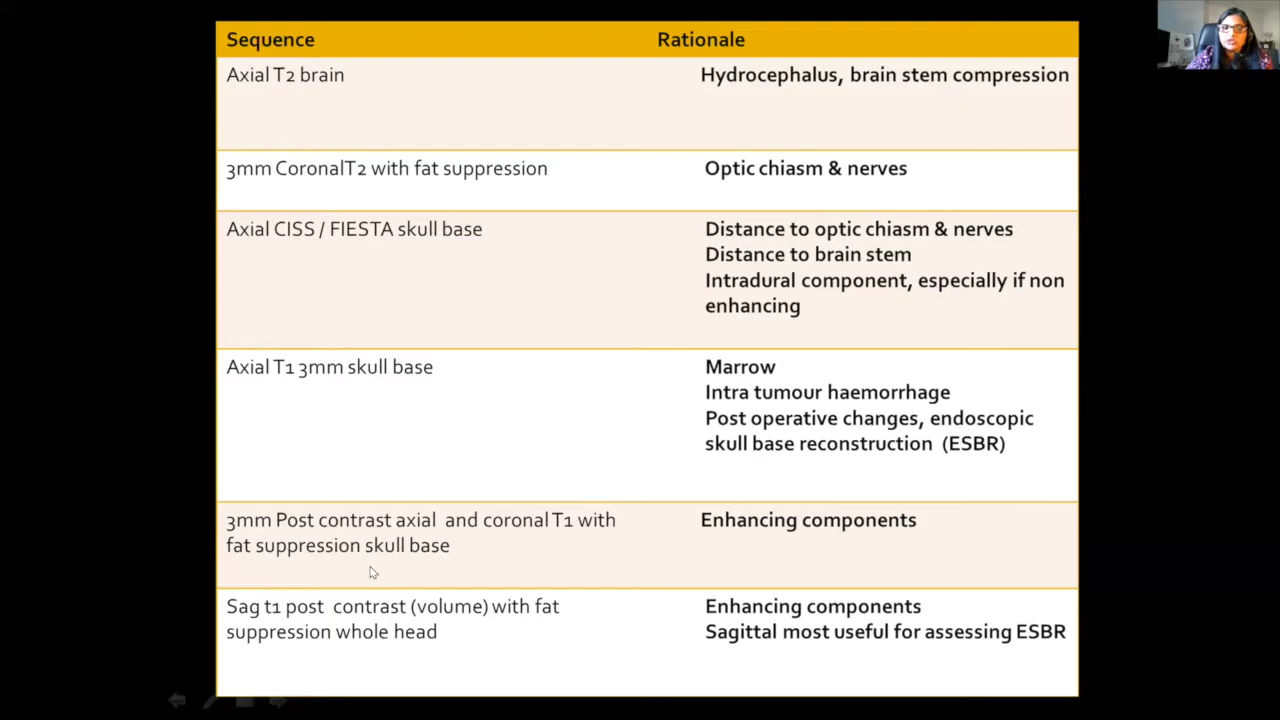 Sequence Rationale
Axial T2 brain Hydrocephalus, brain stem compression
3mm CoronalT2 with fat suppression Optic chiasm & nerves
Axial CISS / FIESTA skull base Distance to optic chiasm & nerves
Distance to brain stem
Intradural component, especially if non
enhancing
Axial T1 3mm skull base Marrow
Intra tumour haemorrhage
Post operative changes, endoscopic
skull base reconstruction (ESBR)
3mm Post contrast axial and coronal T1 with Enhancing components
fat suppression skull base
Sag t1 post contrast (volume) with fat Enhancing components
suppression whole head Sagittal most useful for assessing ESBR